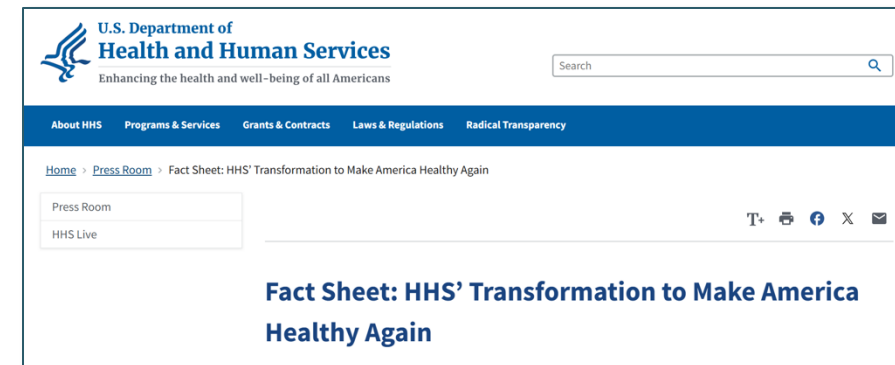 U.S. Department of
Health and Human Services
Enhancing the health and well-being of all Americans
Search
About HHS Programs & Services Grants & Contracts Laws & Regulations Radical Transparency
Home > Press Room > Fact Sheet: HHS' Transformation to Make America Healthy Again
Press Room
HHS Live
T+
Fact Sheet: HHS’ Transformation to Make America
Healthy Again